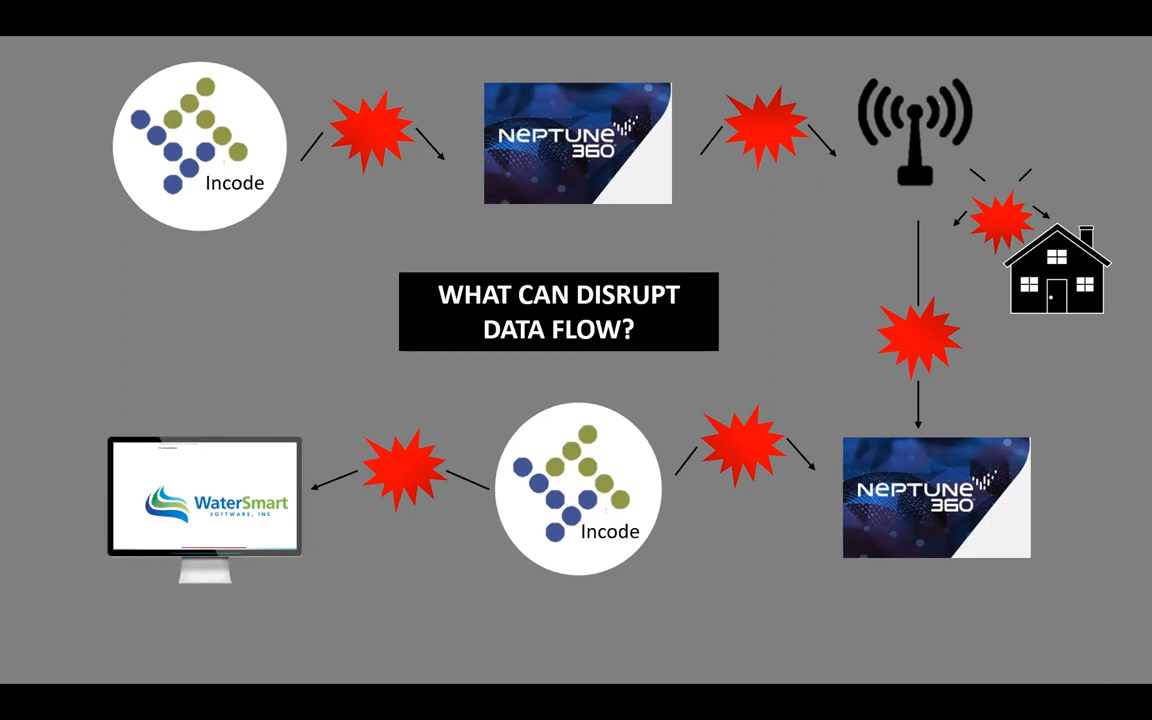 Incode
NEPTUNE
360
WHAT CAN DISRUPT
DATA FLOW?
WaterSmart
SOFTWARE, INC
Incode
NEPTUNE
360